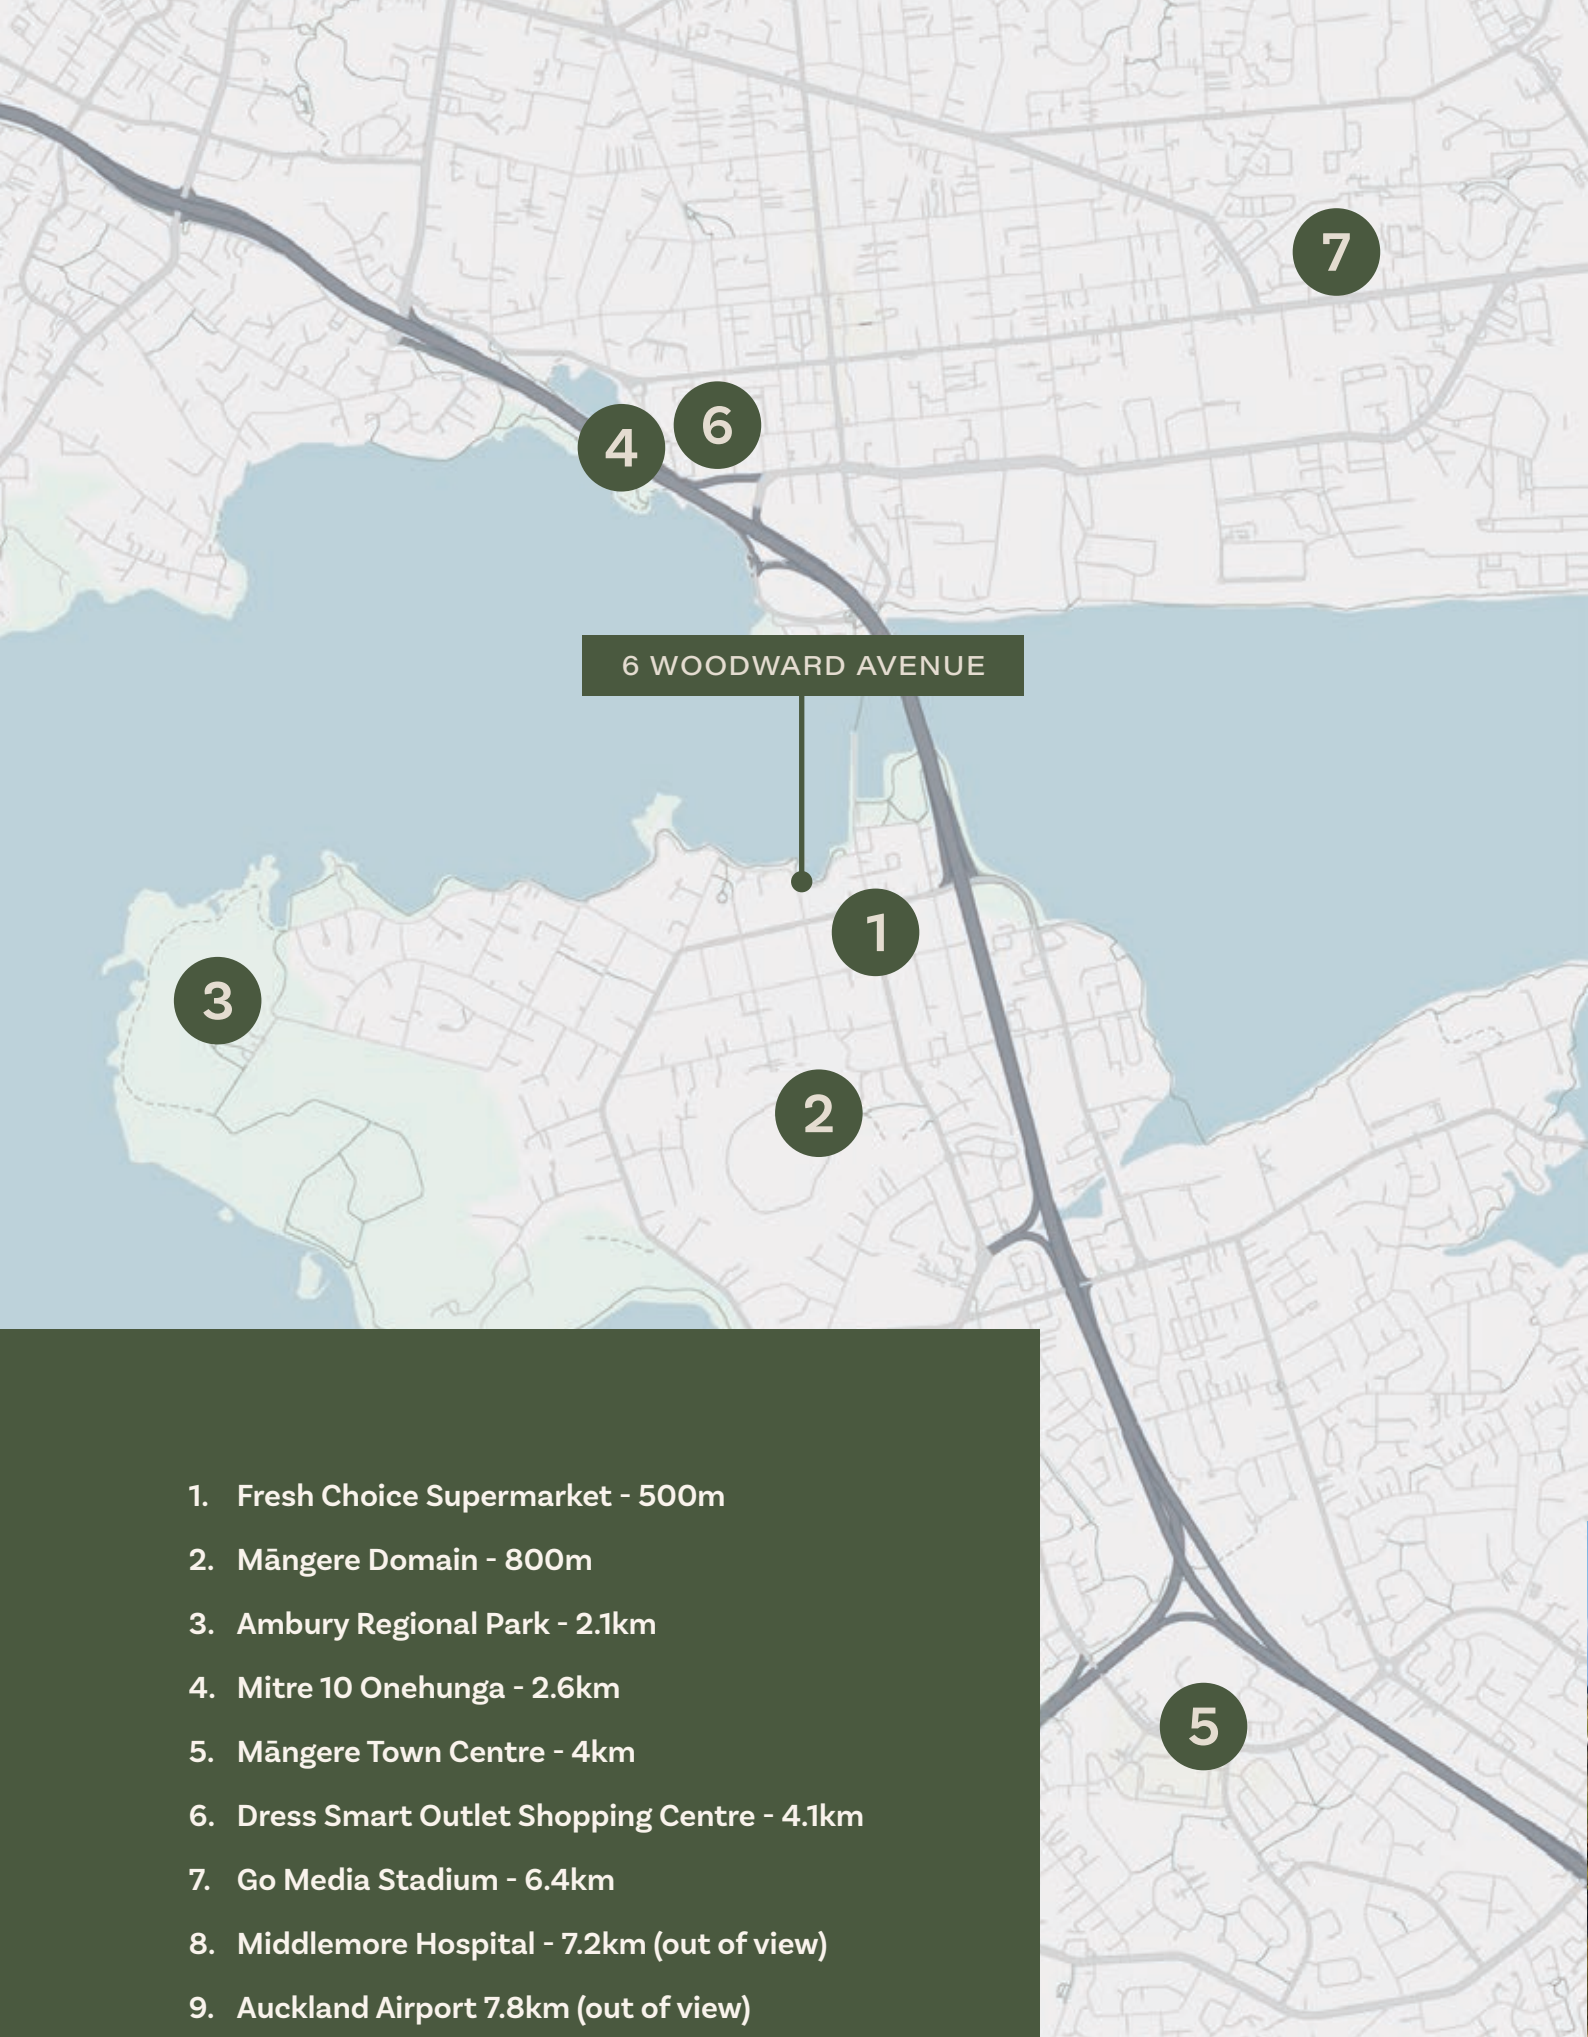 7
6
4
6 WOODWARD AVENUE
1
3
2
5
1. Fresh Choice Supermarket - 500m
2. Māngere Domain - 800m
3. Ambury Regional Park - 2.1km
4. Mitre 10 Onehunga - 2.6km
5. Māngere Town Centre - 4km
6. Dress Smart Outlet Shopping Centre - 4.1km
7. Go Media Stadium - 6.4km
8. Middlemore Hospital - 7.2km (out of view)
9. Auckland Airport 7.8km (out of view)